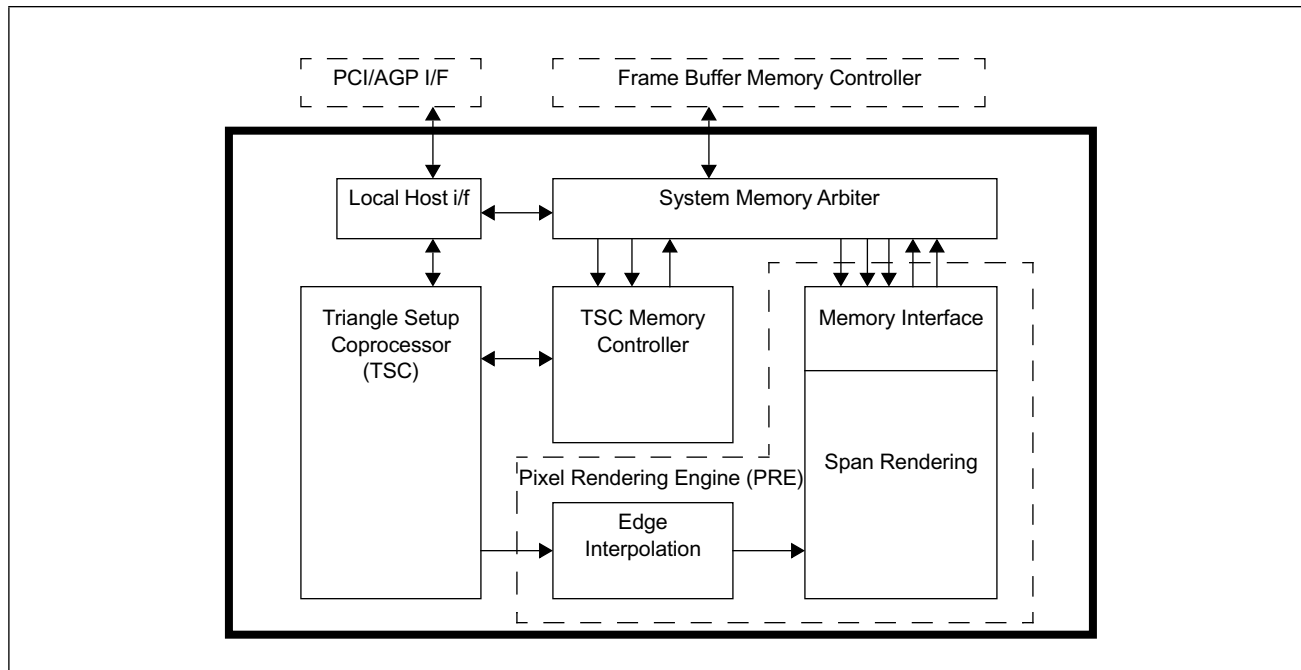 PCI/AGP I/F
Frame Buffer Memory Controller
Local Host i/f
System Memory Arbiter
Triangle Setup
Coprocessor
(TSC)
TSC Memory
Controller
Memory Interface
Span Rendering
Pixel Rendering Engine (PRE)
Edge
Interpolation